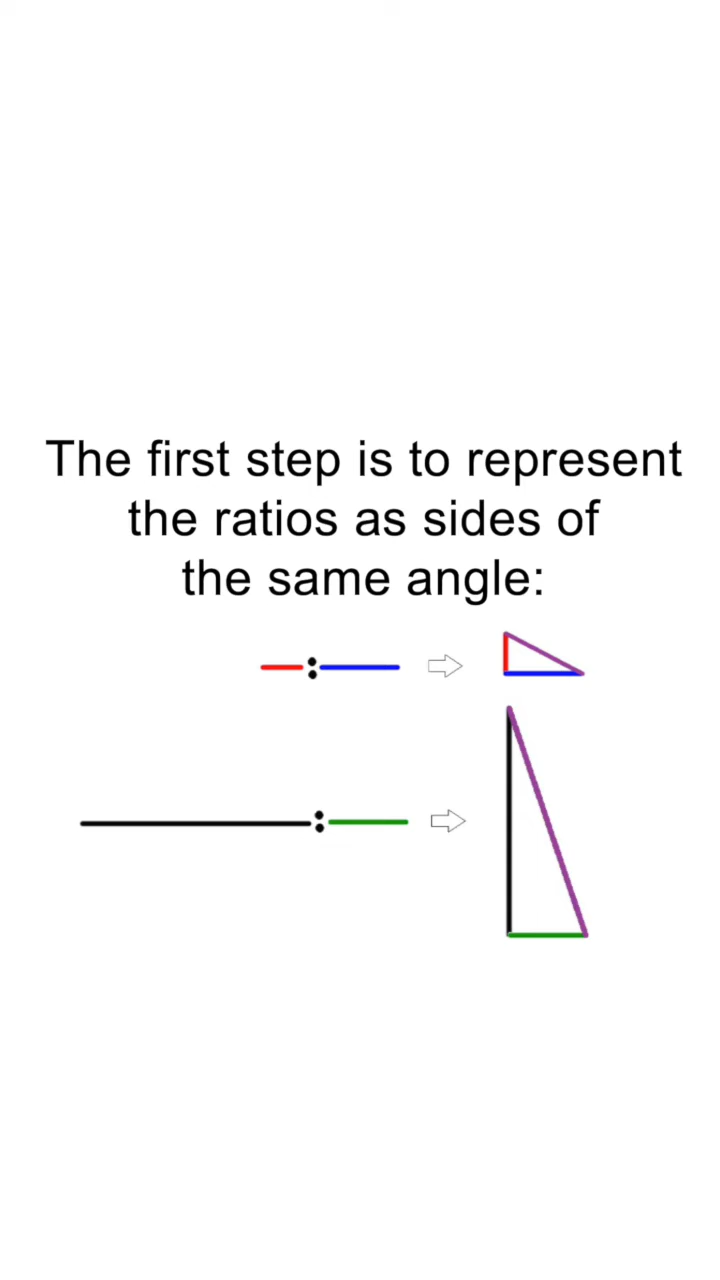 The first step is to represent
the ratios as sides of
the same angle: